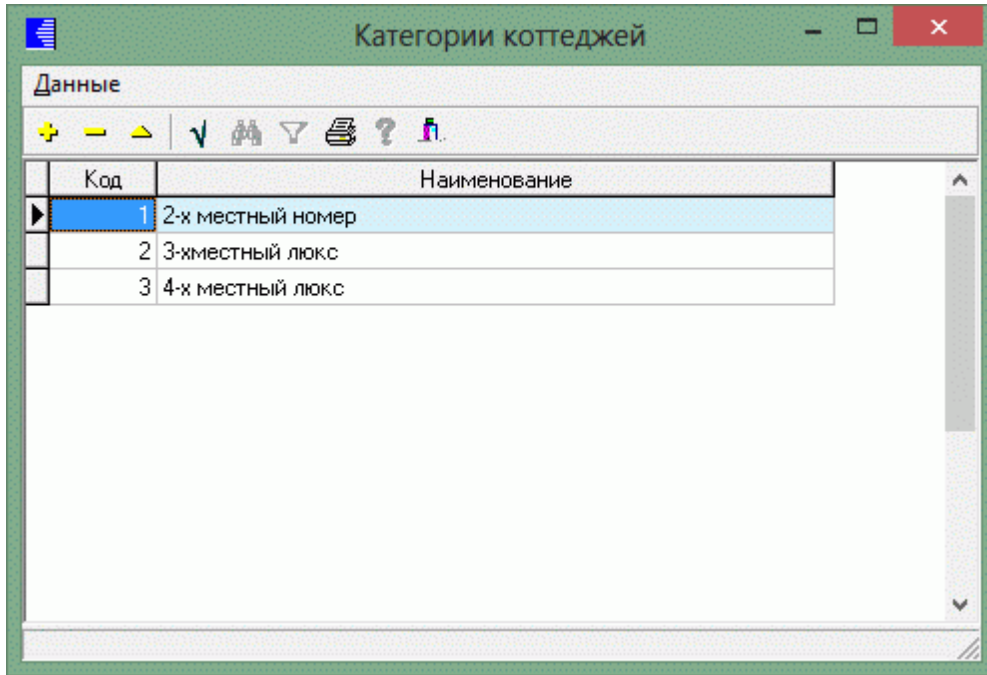 Категории коттеджей
Данные
Код Наименование
1 2-х местный номер
2 3-хместный люкс
3 4-х местный люкс